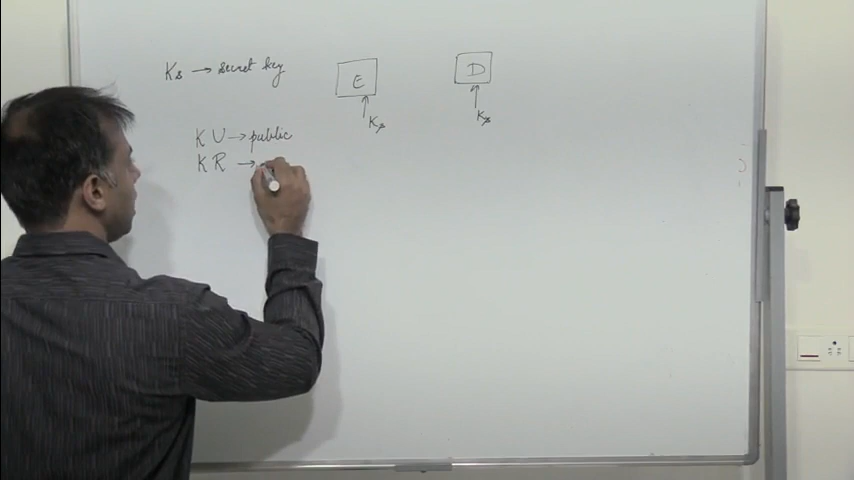 Ks → secret key
E
D
Ks
Ks
KU → public
KR →